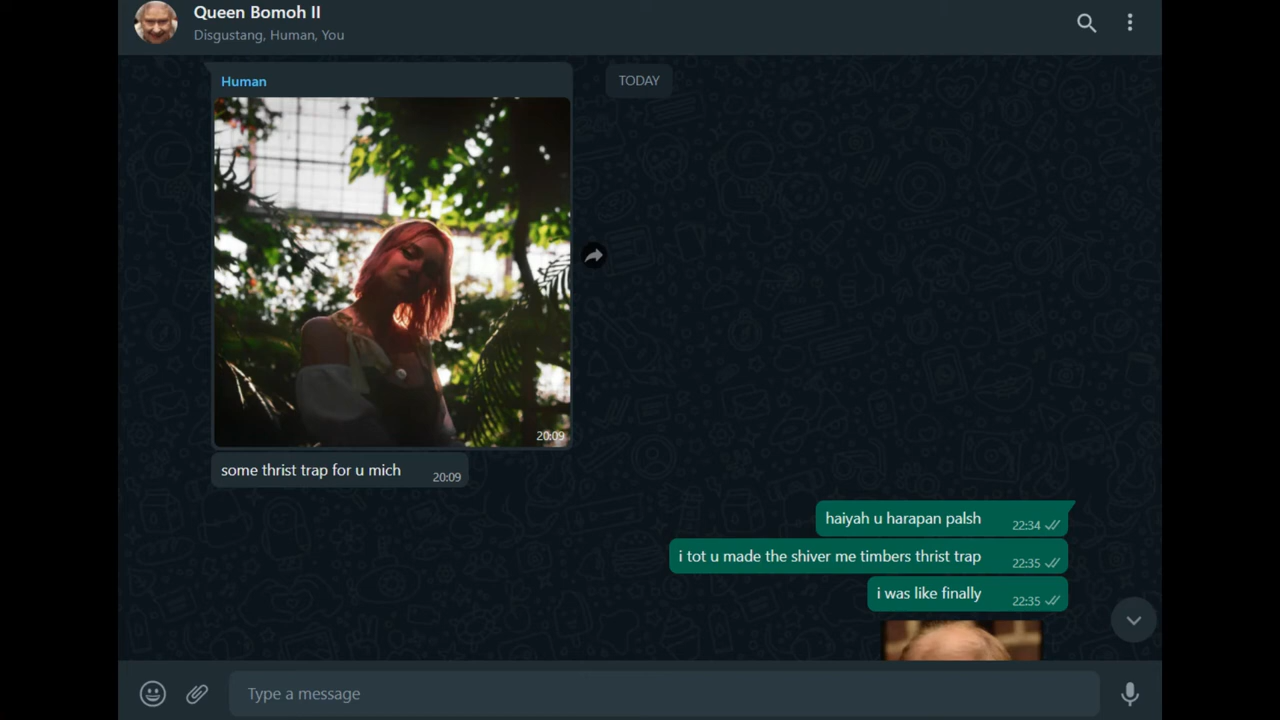 Queen Bomoh II
Disgustang, Human, You
TODAY
Human
20:09
some thrist trap for u mich
20:09
haiyah u harapan palsh
22:34
i tot u made the shiver me timbers thrist trap
22:35
i was like finally
22:35
Type a message